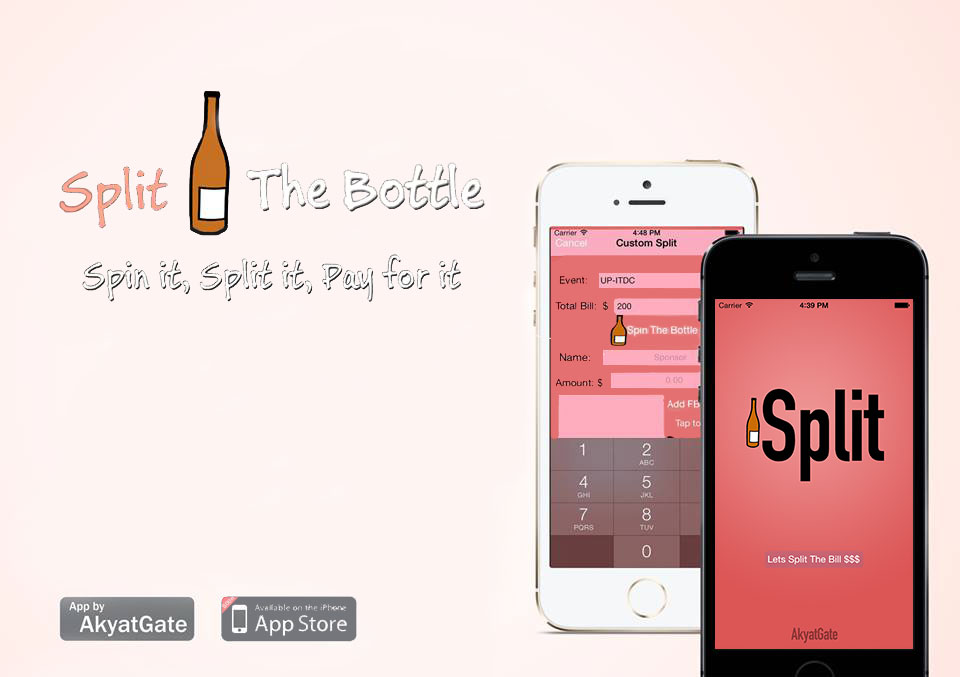 Split The Bottle
Spin it, Split it, Pay for it
App by
AkyatGate
Available on the iPhone
App Store
Carrier 4:48 PM
Cancel Custom Split
Event: UP-ITDC
Total Bill: $ 200
Spin The Bottle
Name: Sponsor
Amount: $ 0.00
Add FB
Tap to
1 2
ABC
4 5
GHI JKL
7 8
PQRS TUV
0
Carrier 4:39 PM
Split
Lets Split The Bill $$$
AkyatGate